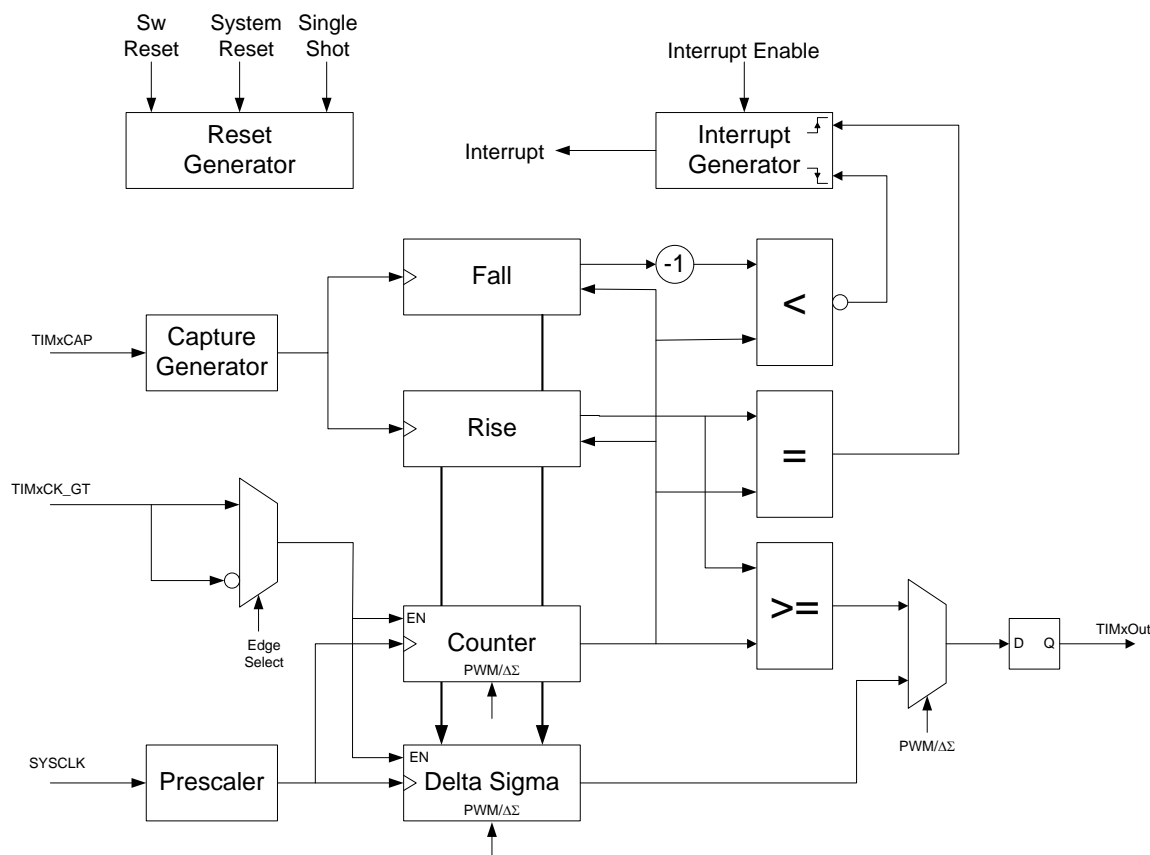 Sw
Reset
System
Reset
Single
Shot
Interrupt Enable
Reset
Generator
Interrupt
Interrupt
Generator
Fall
-1
<
TIMxCAP
Capture
Generator
Rise
=
TIMxCK_GT
Edge
Select
EN
Counter
PWM/ΔΣ
>=
D
Q
TIMxOut
PWM/ΔΣ
SYSCLK
Prescaler
EN
Delta Sigma
PWM/ΔΣ